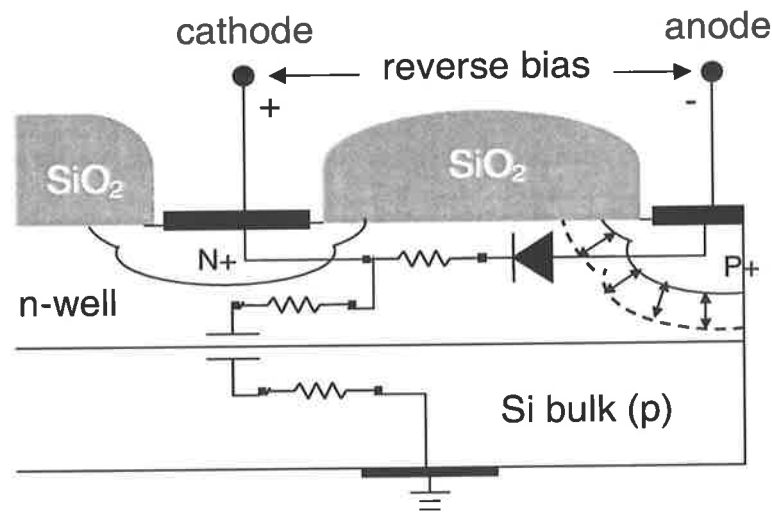 cathode
anode
reverse bias
+
-
SiO₂
SiO₂
N+
P+
n-well
Si bulk (p)